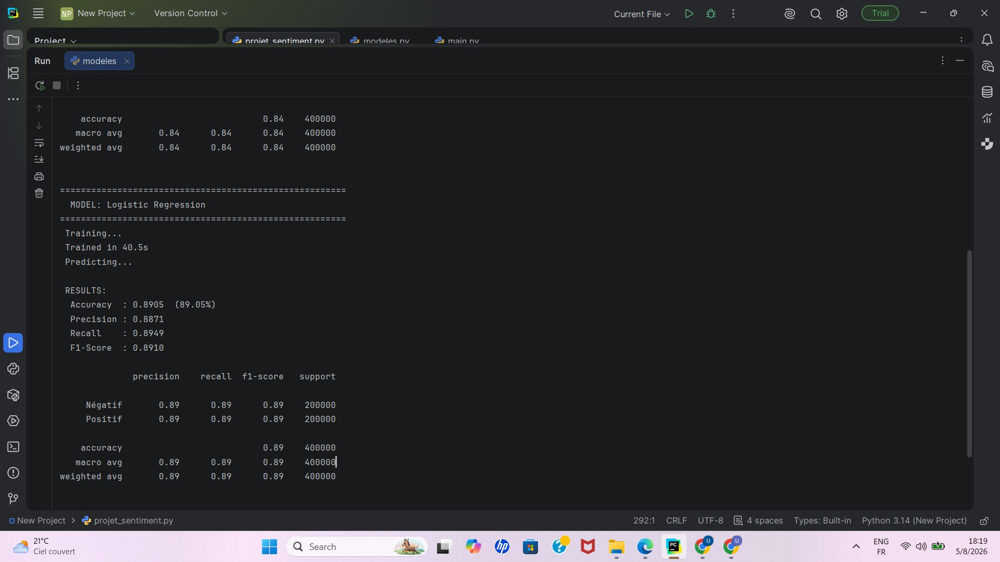 NP New Project Version Control Current File Trial
Project projet_sentiment.py modeles.py main.py
Run modeles
accuracy 0.84 400000
macro avg 0.84 0.84 0.84 400000
weighted avg 0.84 0.84 0.84 400000
=======================================================
MODEL: Logistic Regression
=======================================================
Training...
Trained in 40.5s
Predicting...
RESULTS:
Accuracy : 0.8905 (89.05%)
Precision : 0.8871
Recall : 0.8949
F1-Score : 0.8910
precision recall f1-score support
Négatif 0.89 0.89 0.89 200000
Positif 0.89 0.89 0.89 200000
accuracy 0.89 400000
macro avg 0.89 0.89 0.89 400000
weighted avg 0.89 0.89 0.89 400000
New Project > projet_sentiment.py 292:1 CRLF UTF-8 4 spaces Types: Built-in Python 3.14 (New Project)
21°C
Ciel couvert
Search
ENG
FR
18:19
5/8/2026